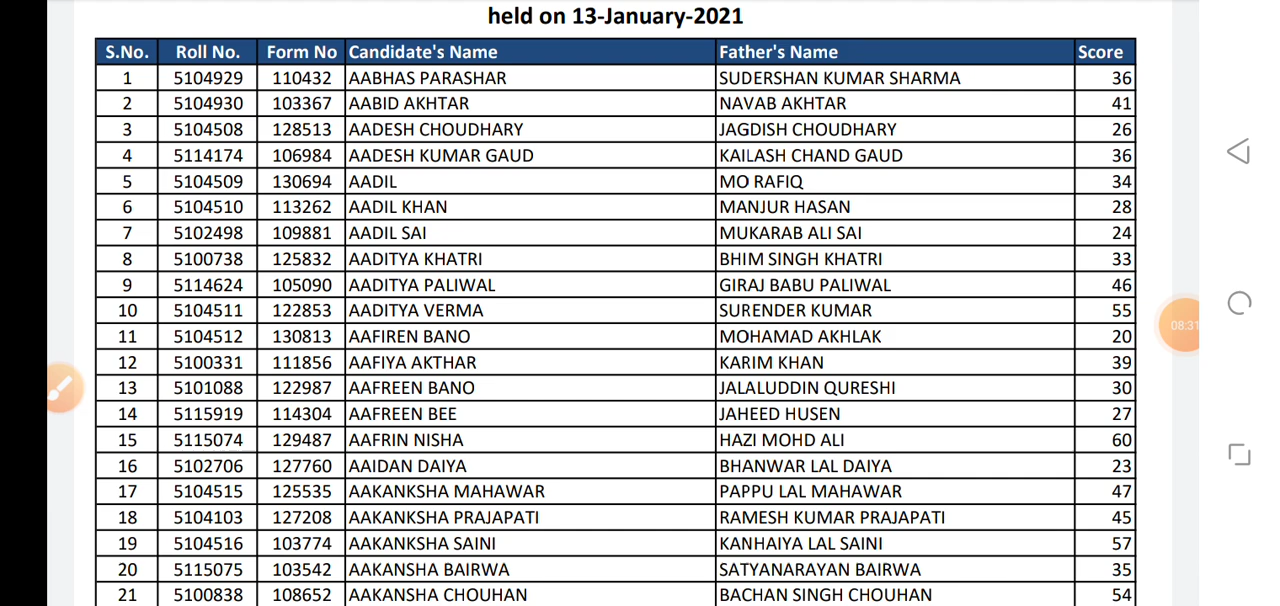 held on 13-January-2021
S.No. Roll No. Form No Candidate's Name Father's Name Score
1 5104929 110432 AABHAS PARASHAR SUDERSHAN KUMAR SHARMA 36
2 5104930 103367 AABID AKHTAR NAVAB AKHTAR 41
3 5104508 128513 AADESH CHOUDHARY JAGDISH CHOUDHARY 26
4 5114174 106984 AADESH KUMAR GAUD KAILASH CHAND GAUD 36
5 5104509 130694 AADIL MO RAFIQ 34
6 5104510 113262 AADIL KHAN MANJUR HASAN 28
7 5102498 109881 AADIL SAI MUKARAB ALI SAI 24
8 5100738 125832 AADITYA KHATRI BHIM SINGH KHATRI 33
9 5114624 105090 AADITYA PALIWAL GIRAJ BABU PALIWAL 46
10 5104511 122853 AADITYA VERMA SURENDER KUMAR 55
11 5104512 130813 AAFIREN BANO MOHAMAD AKHLAK 20
12 5100331 111856 AAFIYA AKTHAR KARIM KHAN 39
13 5101088 122987 AAFREEN BANO JALALUDDIN QURESHI 30
14 5115919 114304 AAFREEN BEE JAHEED HUSEN 27
15 5115074 129487 AAFRIN NISHA HAZI MOHD ALI 60
16 5102706 127760 AAIDAN DAIYA BHANWAR LAL DAIYA 23
17 5104515 125535 AAKANKSHA MAHAWAR PAPPU LAL MAHAWAR 47
18 5104103 127208 AAKANKSHA PRAJAPATI RAMESH KUMAR PRAJAPATI 45
19 5104516 103774 AAKANKSHA SAINI KANHAIYA LAL SAINI 57
20 5115075 103542 AAKANSHA BAIRWA SATYANARAYAN BAIRWA 35
21 5100838 108652 AAKANSHA CHOUHAN BACHAN SINGH CHOUHAN 54
08:31